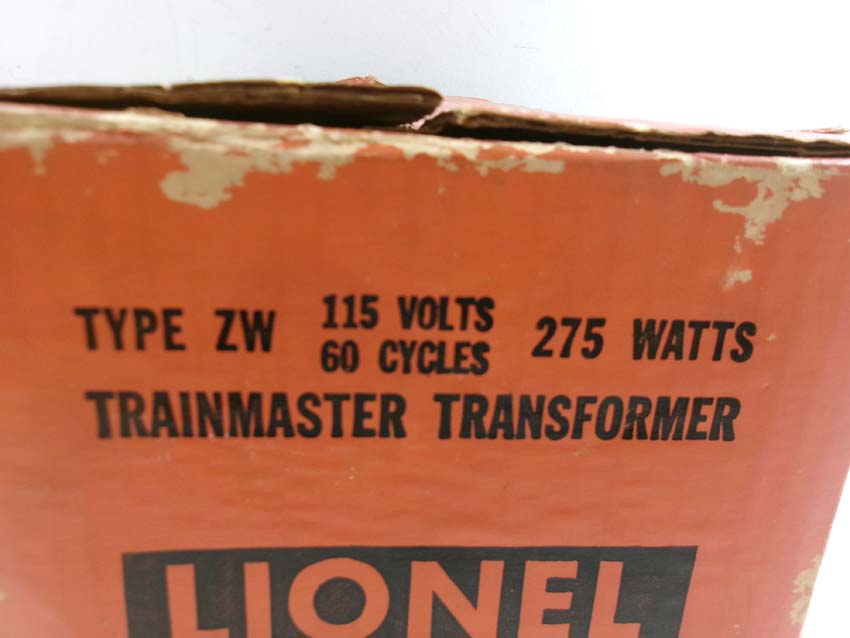 TYPE ZW 115 VOLTS 275 WATTS
60 CYCLES
TRAINMASTER TRANSFORMER
LIONEL